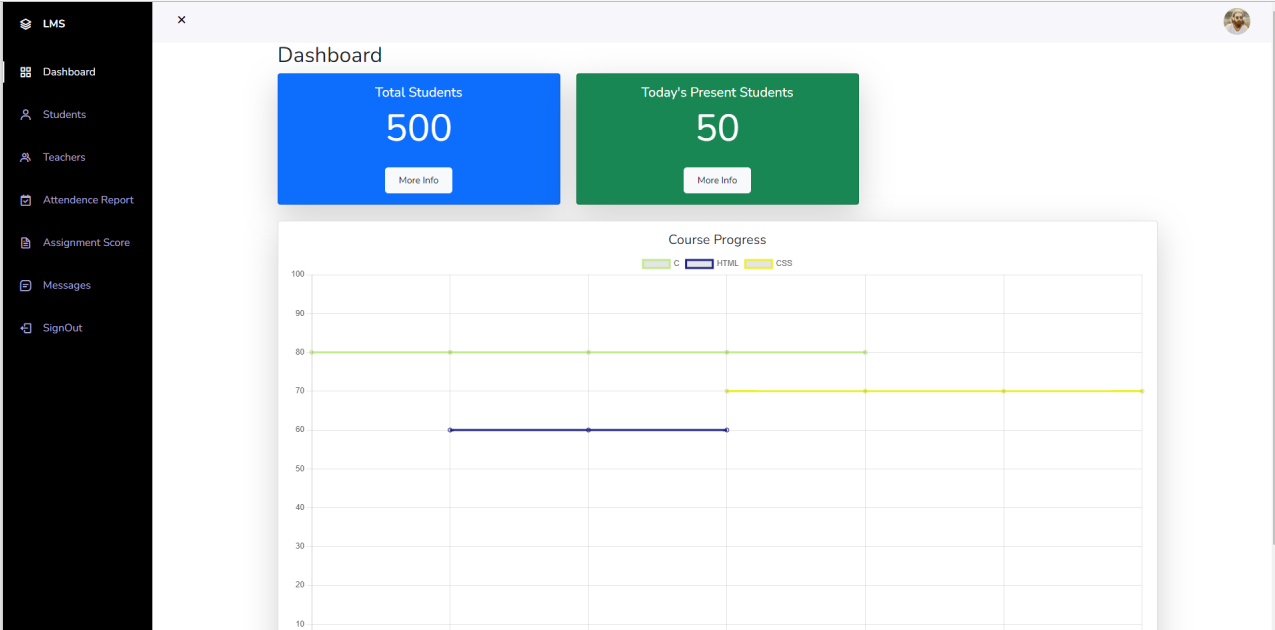 LMS
Dashboard
Students
Teachers
Attendence Report
Assignment Score
Messages
SignOut
×
Dashboard
Total Students
500
More Info
Today's Present Students
50
More Info
Course Progress
C HTML CSS
100
90
80
70
60
50
40
30
20
10